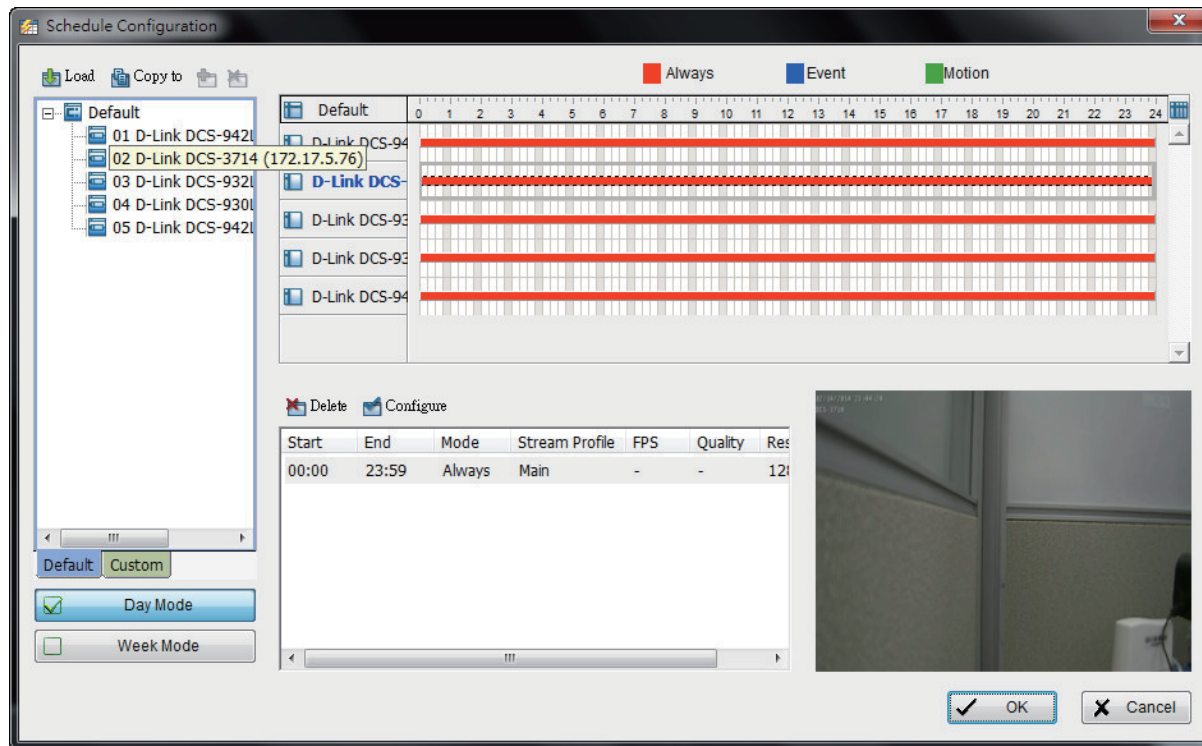 Schedule Configuration
Load Copy to
Always Event Motion
Default
01 D-Link DCS-942L
02 D-Link DCS-3714 (172.17.5.76)
03 D-Link DCS-932L
04 D-Link DCS-930L
05 D-Link DCS-942L
Default 0 1 2 3 4 5 6 7 8 9 10 11 12 13 14 15 16 17 18 19 20 21 22 23 24
D-Link DCS-94
D-Link DCS-
D-Link DCS-93
D-Link DCS-93
D-Link DCS-94
Default Custom
Day Mode
Week Mode
Delete Configure
Start End Mode Stream Profile FPS Quality Res
00:00 23:59 Always Main - - 128
DCS-3714
OK Cancel